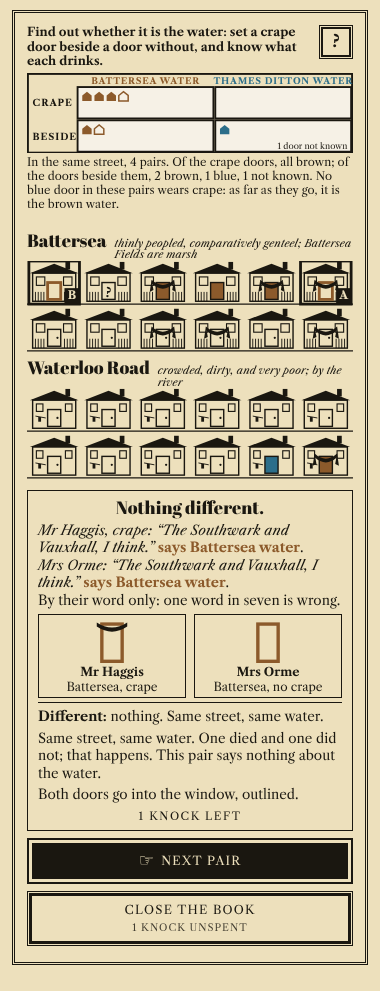 Find out whether it is the water: set a crape
door beside a door without, and know what
each drinks.
?
BATTERSEA WATER THAMES DITTON WATER
CRAPE
BESIDE
1 door not known
In the same street, 4 pairs. Of the crape doors, all brown; of
the doors beside them, 2 brown, 1 blue, 1 not known. No
blue door in these pairs wears crape: as far as they go, it is
the brown water.
Battersea thinly peopled, comparatively genteel; Battersea
Fields are marsh
B ? A
Waterloo Road crowded, dirty, and very poor; by the
river
Nothing different.
Mr Haggis, crape: “The Southwark and
Vauxhall, I think.” says Battersea water.
Mrs Orme: “The Southwark and Vauxhall, I
think.” says Battersea water.
By their word only: one word in seven is wrong.
Mr Haggis
Battersea, crape
Mrs Orme
Battersea, no crape
Different: nothing. Same street, same water.
Same street, same water. One died and one did
not; that happens. This pair says nothing about
the water.
Both doors go into the window, outlined.
1 KNOCK LEFT
☞ NEXT PAIR
CLOSE THE BOOK
1 KNOCK UNSPENT